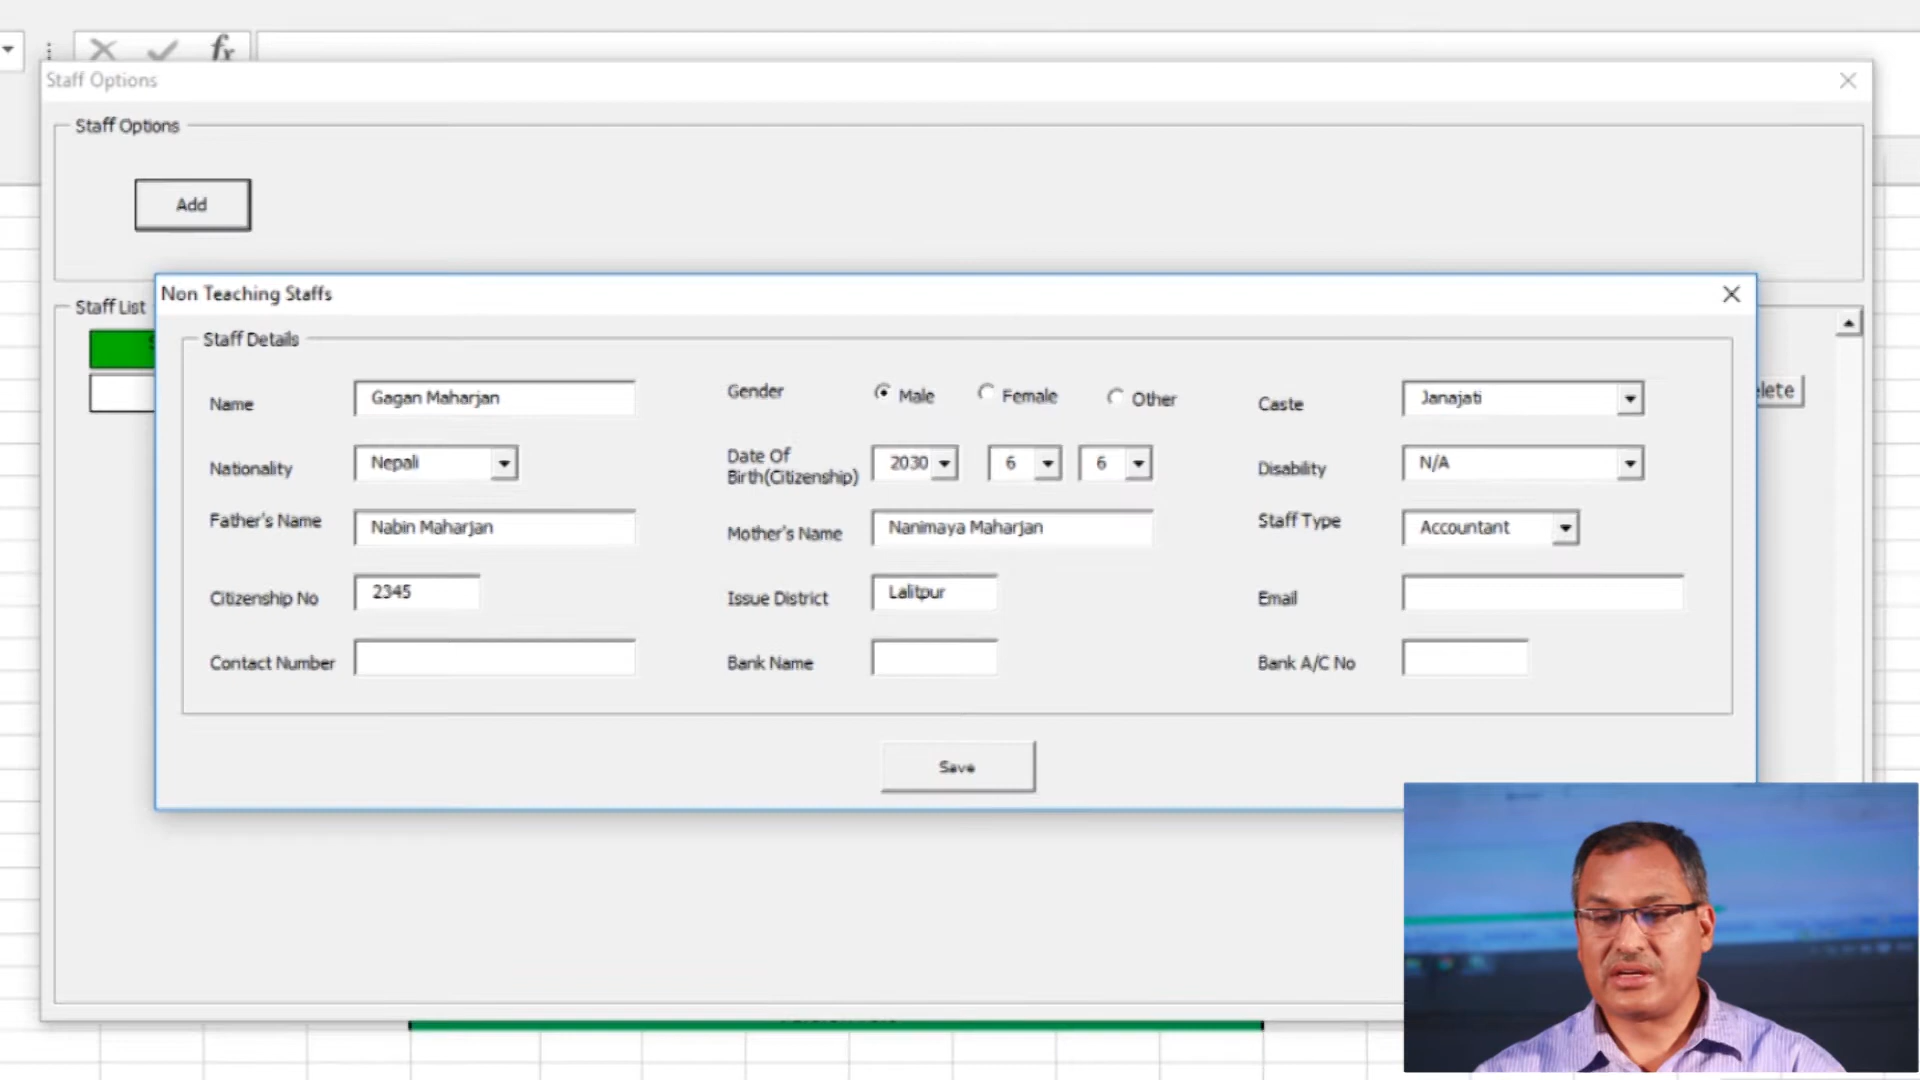 fx
Staff Options
Staff Options
Add
Staff List
Non Teaching Staffs
Staff Details
Name Gagan Maharjan Gender Male Female Other Caste Janajati
Nationality Nepali Date Of Birth(Citizenship) 2030 6 6 Disability N/A
Father's Name Nabin Maharjan Mother's Name Nanimaya Maharjan Staff Type Accountant
Citizenship No 2345 Issue District Lalitpur Email
Contact Number Bank Name Bank A/C No
Save